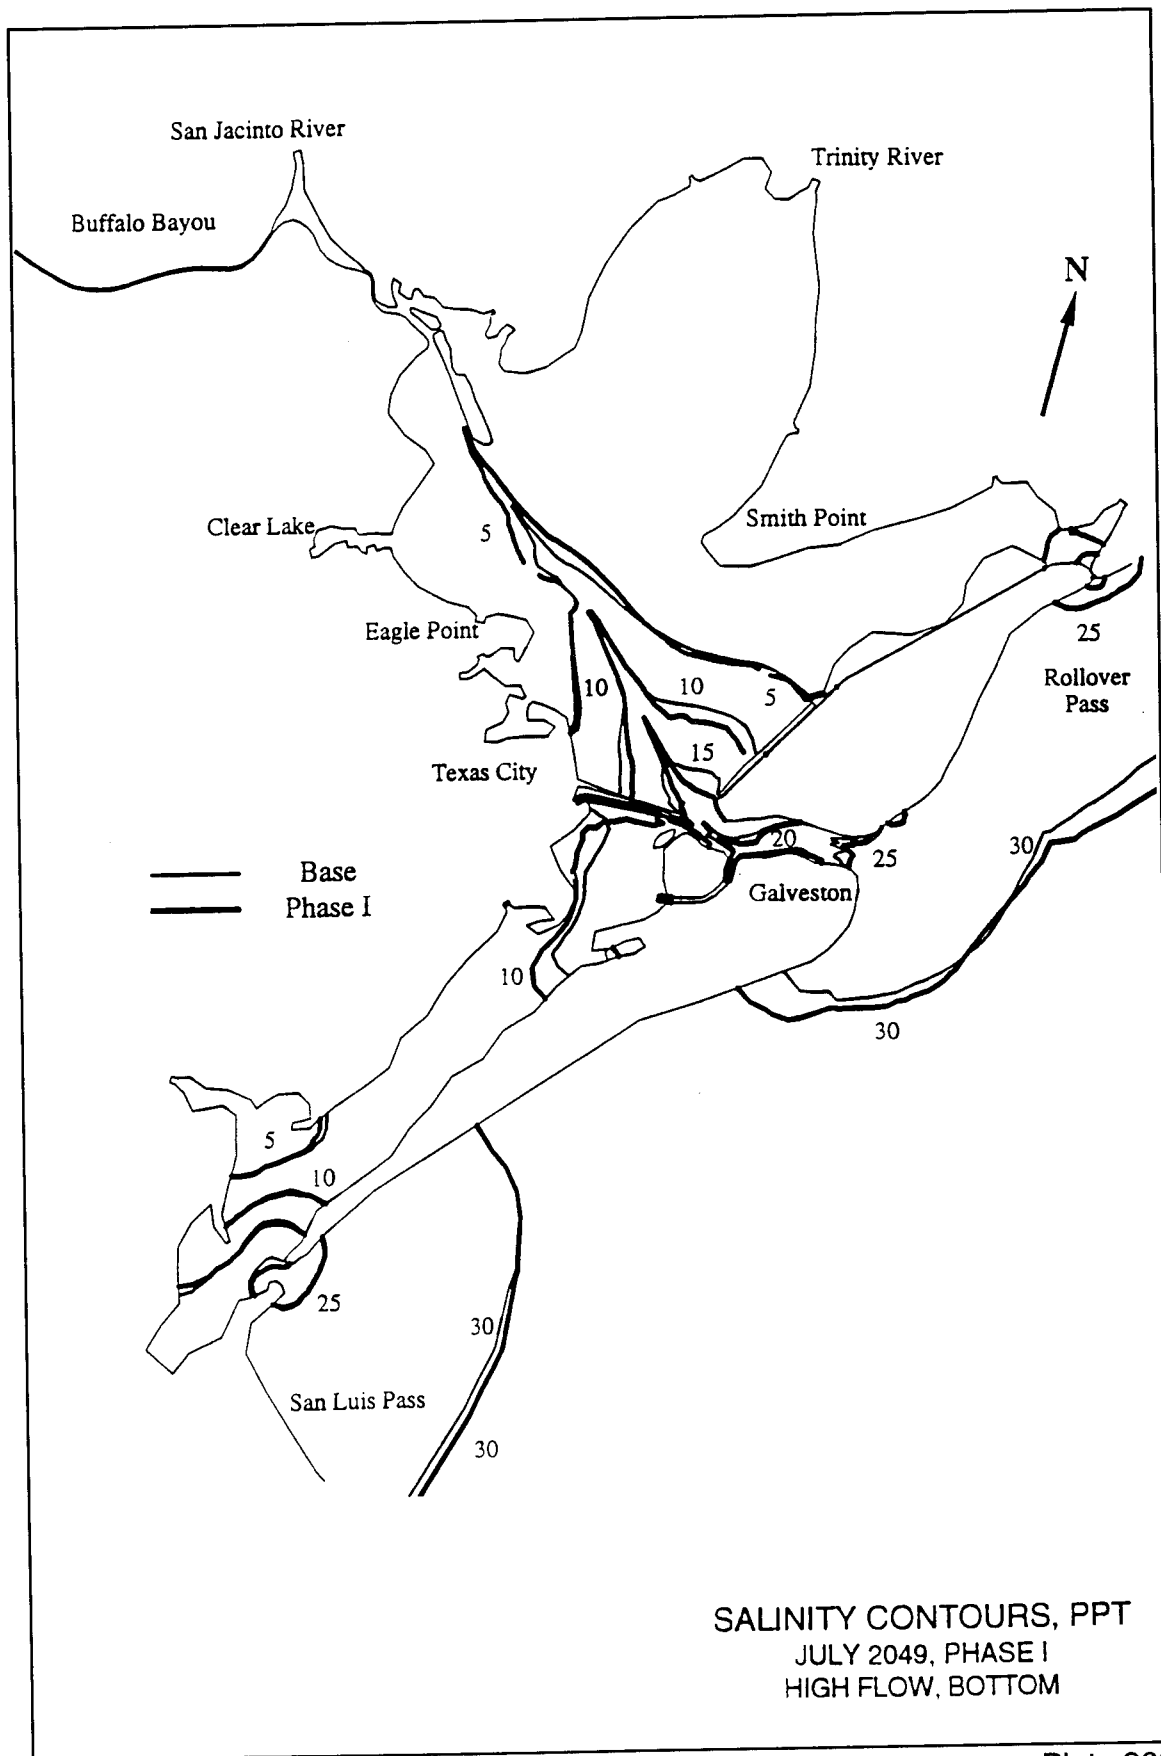 San Jacinto River
Trinity River
Buffalo Bayou
N
Smith Point
Clear Lake
5
25
Eagle Point
Rollover
Pass
10
10
5
15
Texas City
20
25
30
Base
Galveston
Phase I
10
30
5
10
25
30
San Luis Pass
30
SALINITY CONTOURS, PPT
JULY 2049, PHASE I
HIGH FLOW, BOTTOM